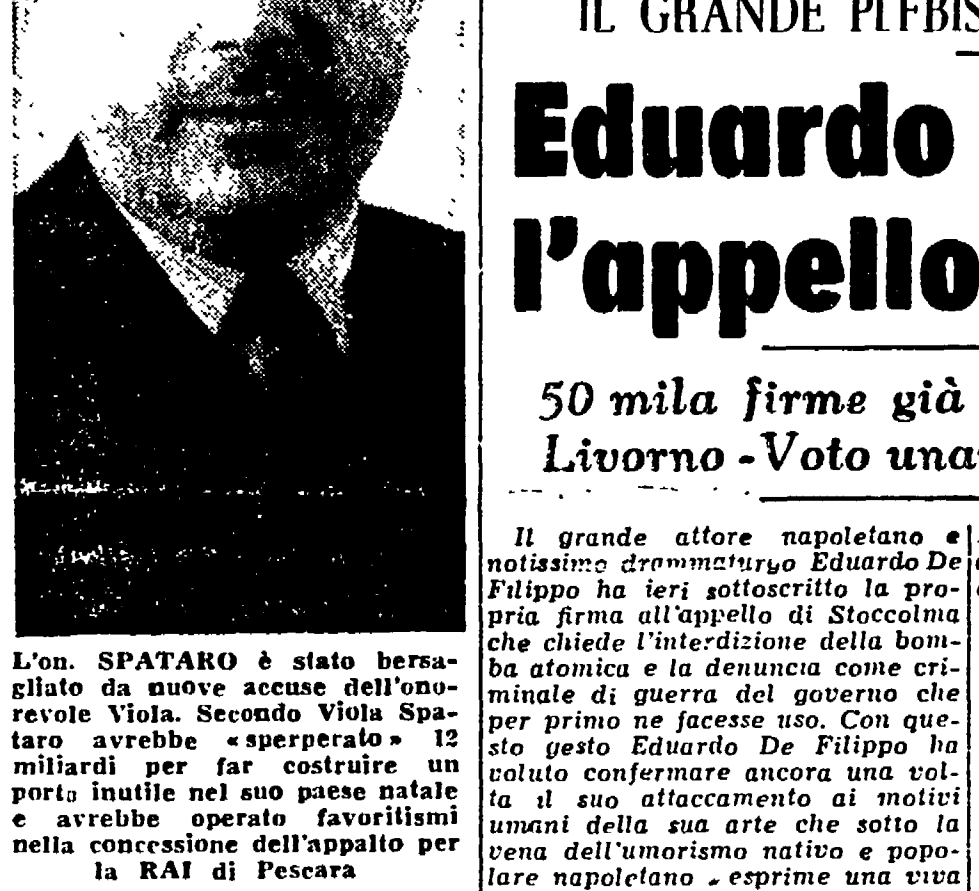 L'on. SPATARO è stato bersa-
gliato da nuove accuse dell'ono-
revole Viola. Secondo Viola Spa-
taro avrebbe «sperperato» 12
miliardi per far costruire un
porto inutile nel suo paese natale
e avrebbe operato favoritismi
nella concessione dell'appalto per
la RAI di Pescara
IL GRANDE PLEBIS
Eduardo
l'appello
50 mila firme già
Livorno - Voto una
Il grande attore napoletano e
notissimo drammaturgo Eduardo De
Filippo ha ieri sottoscritto la pro-
pria firma all'appello di Stoccolma
che chiede l'interdizione della bom-
ba atomica e la denuncia come cri-
minale di guerra del governo che
per primo ne facesse uso. Con que-
sto gesto Eduardo De Filippo ha
voluto confermare ancora una vol-
ta il suo attaccamento ai motivi
umani della sua arte che sotto la
vena dell'umorismo nativo e popo-
lare napoletano esprime una viva